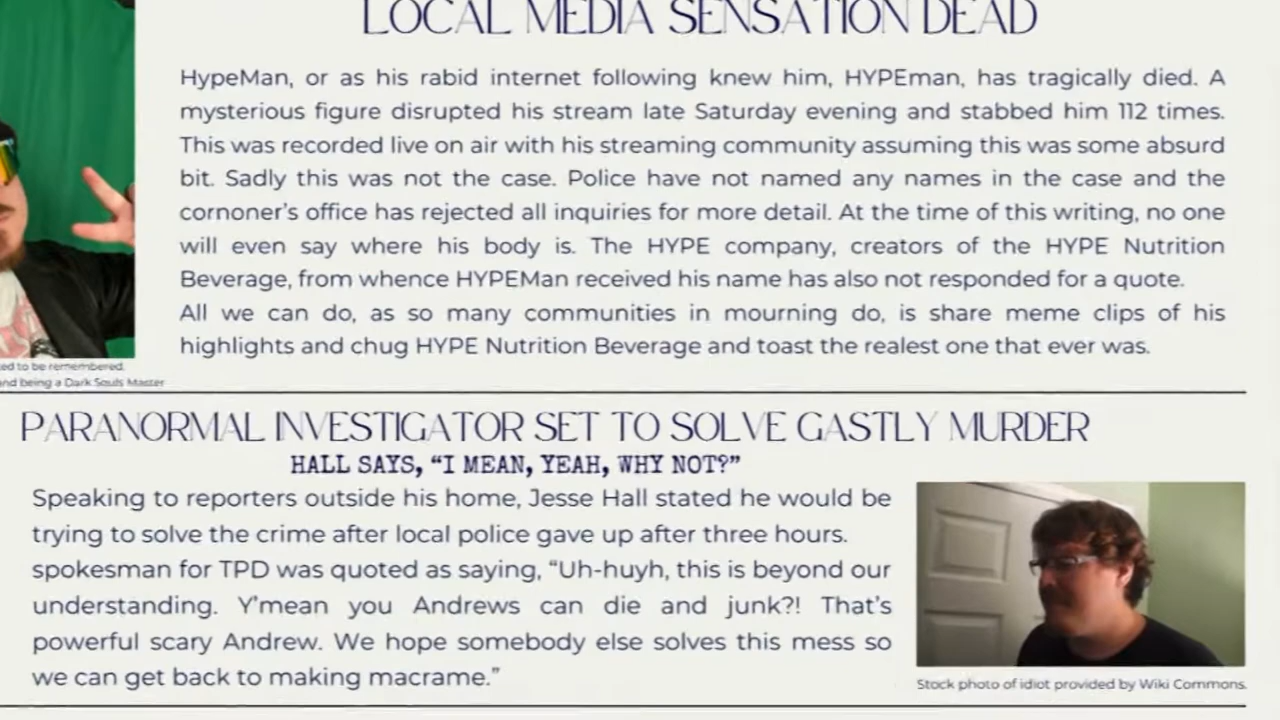 LOCAL MEDIA SENSATION DEAD
HypeMan, or as his rabid internet following knew him, HYPEman, has tragically died. A
mysterious figure disrupted his stream late Saturday evening and stabbed him 112 times.
This was recorded live on air with his streaming community assuming this was some absurd
bit. Sadly this was not the case. Police have not named any names in the case and the
cornoner's office has rejected all inquiries for more detail. At the time of this writing, no one
will even say where his body is. The HYPE company, creators of the HYPE Nutrition
Beverage, from whence HYPEMan received his name has also not responded for a quote.
All we can do, as so many communities in mourning do, is share meme clips of his
highlights and chug HYPE Nutrition Beverage and toast the realest one that ever was.
ed to be remembered.
and being a Dark Souls Master
PARANORMAL INVESTIGATOR SET TO SOLVE GASTLY MURDER
HALL SAYS, “I MEAN, YEAH, WHY NOT?”
Speaking to reporters outside his home, Jesse Hall stated he would be
trying to solve the crime after local police gave up after three hours.
spokesman for TPD was quoted as saying, “Uh-huyh, this is beyond our
understanding. Y'mean you Andrews can die and junk?! That's
powerful scary Andrew. We hope somebody else solves this mess so
we can get back to making macrame.”
Stock photo of idiot provided by Wiki Commons.